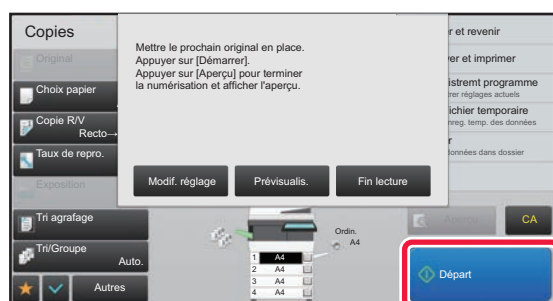 Copies
Original
Choix papier
Copie R/V
Recto→
Taux de repro.
Exposition
Tri agrafage
Tri/Groupe
Auto.
Autres
Mettre le prochain original en place.
Appuyer sur [Démarrer].
Appuyer sur [Aperçu] pour terminer
la numérisation et afficher l'aperçu.
Modif. réglage
Prévisualis.
Fin lecture
Ordin.
A4
1 A4
2 A4
3 A4
4 A4
r et revenir
er et imprimer
istremt programme
rer réglages actuels
ichier temporaire
nreg. temp. des données
r
données dans dossier
Aperçu
CA
Départ